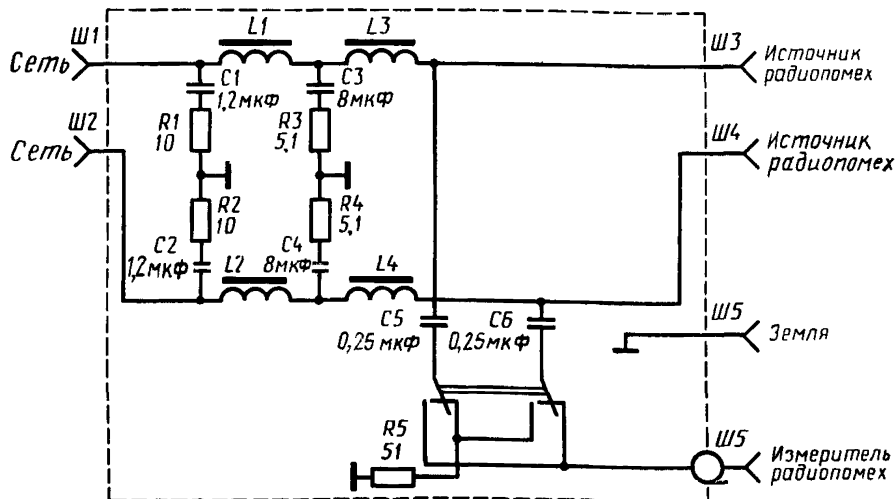 Ш1
L1
L3
Ш3
Сеть
Источник
радиопомех
C1
1,2мкФ
C3
8мкФ
R1
10
R3
5,1
Ш2
Сеть
Ш4
Источник
радиопомех
R2
10
R4
5,1
C2
1,2мкФ
L2
C4
8мкФ
L4
C5
0,25 мкФ
C6
0,25 мкФ
Ш5
Земля
R5
51
Ш5
Измеритель
радиопомех